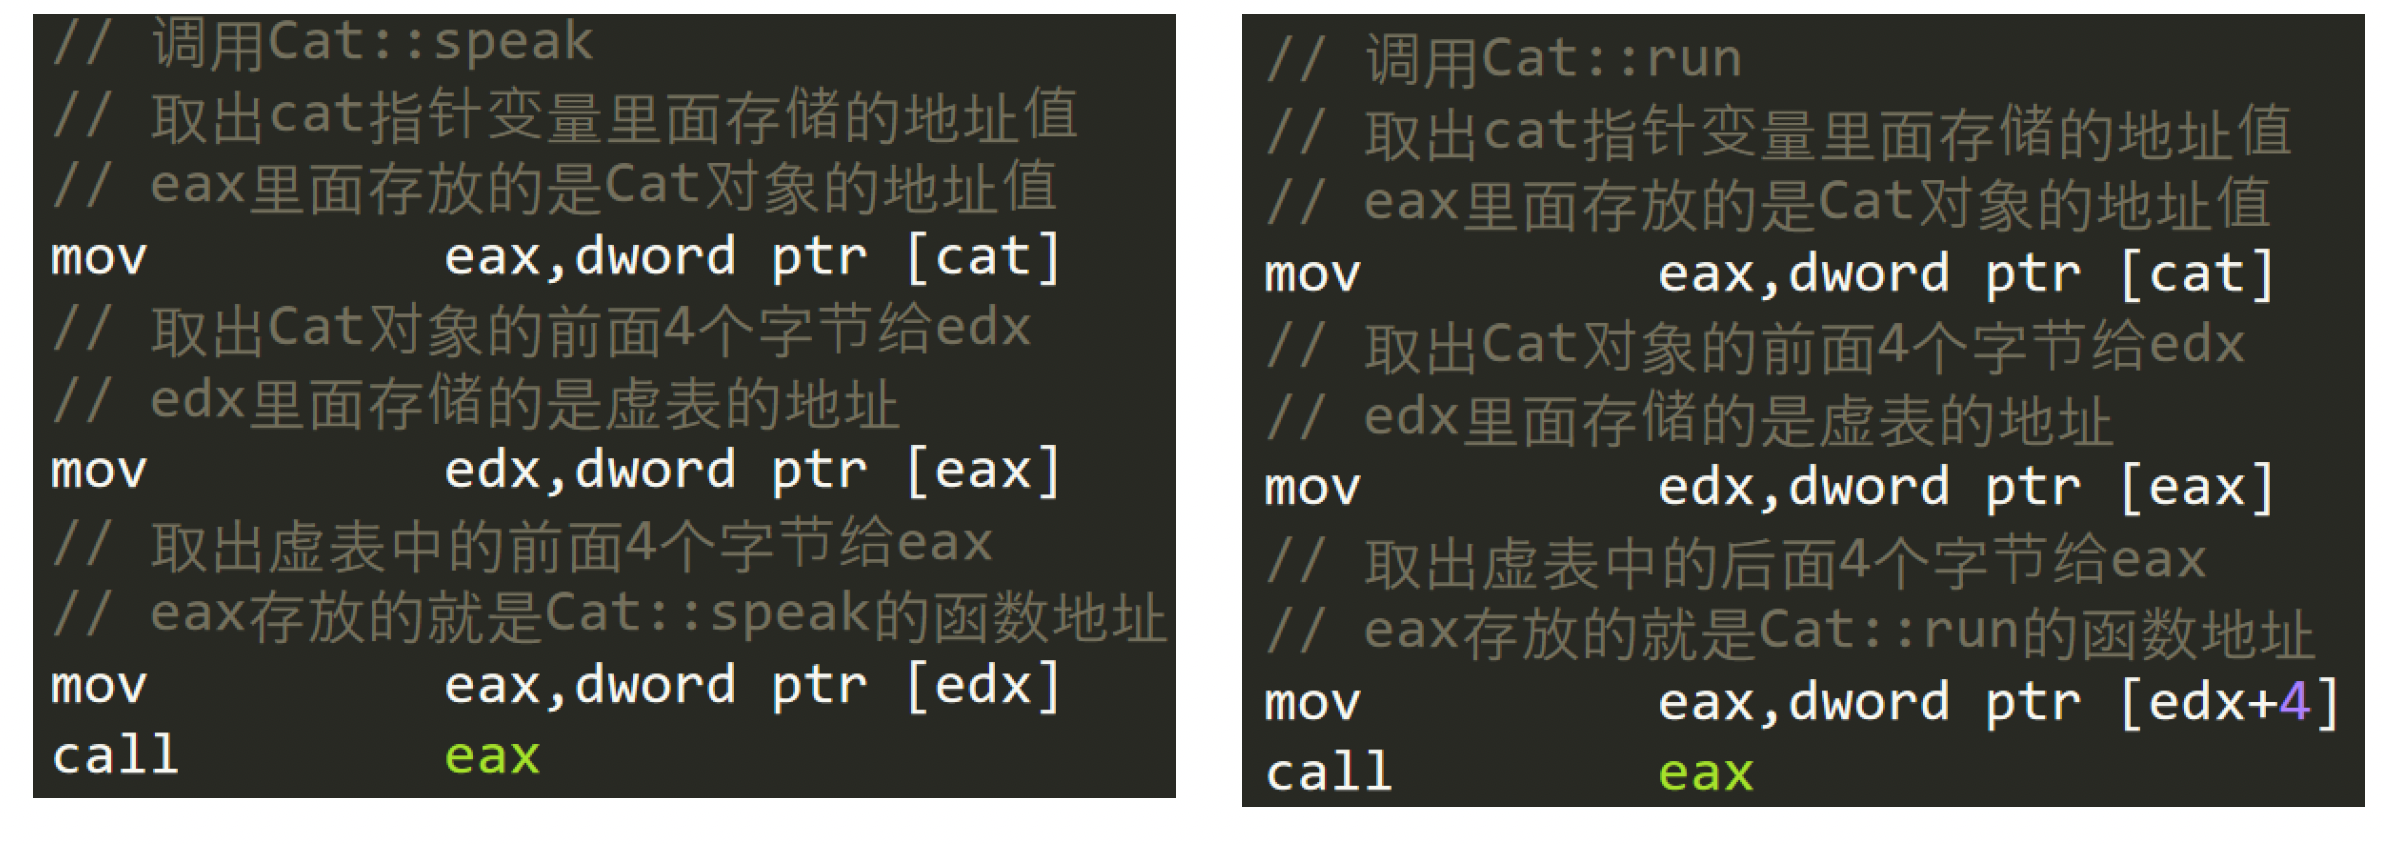 // 调用Cat::speak
// 取出cat指针变量里面存储的地址值
// eax里面存放的是Cat对象的地址值
mov eax,dword ptr [cat]
// 取出Cat对象的前面4个字节给edx
// edx里面存储的是虚表的地址
mov edx,dword ptr [eax]
// 取出虚表中的前面4个字节给eax
// eax存放的就是Cat::speak的函数地址
mov eax,dword ptr [edx]
call eax
// 调用Cat::run
// 取出cat指针变量里面存储的地址值
// eax里面存放的是Cat对象的地址值
mov eax,dword ptr [cat]
// 取出Cat对象的前面4个字节给edx
// edx里面存储的是虚表的地址
mov edx,dword ptr [eax]
// 取出虚表中的后面4个字节给eax
// eax存放的就是Cat::run的函数地址
mov eax,dword ptr [edx+4]
call eax